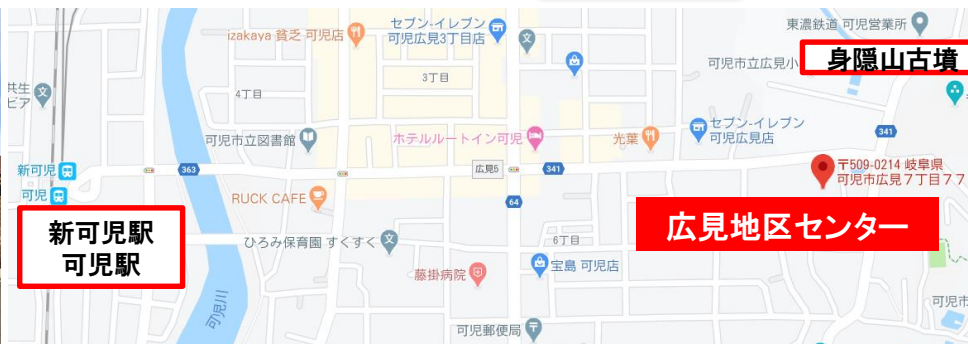 東濃鉄道 可児営業所
セブン-イレブン
可児広見3丁目店
izakaya 貧乏 可児店
文
可児市立広見小
身隠山古墳
3丁目
共生
ビア
文
4丁目
可児市立図書館
ホテルルートイン可児
光葉
セブン-イレブン
可児広見店
341
新可児
363
広見5
341
〒509-0214 岐阜県
可児市広見7丁目77
可児
RUCK CAFE
64
新可児駅
可児駅
広見地区センター
ひろみ保育園 すくすく
文
6丁目
藤掛病院
宝島 可児店
可児川
可児市
可児郵便局
〒